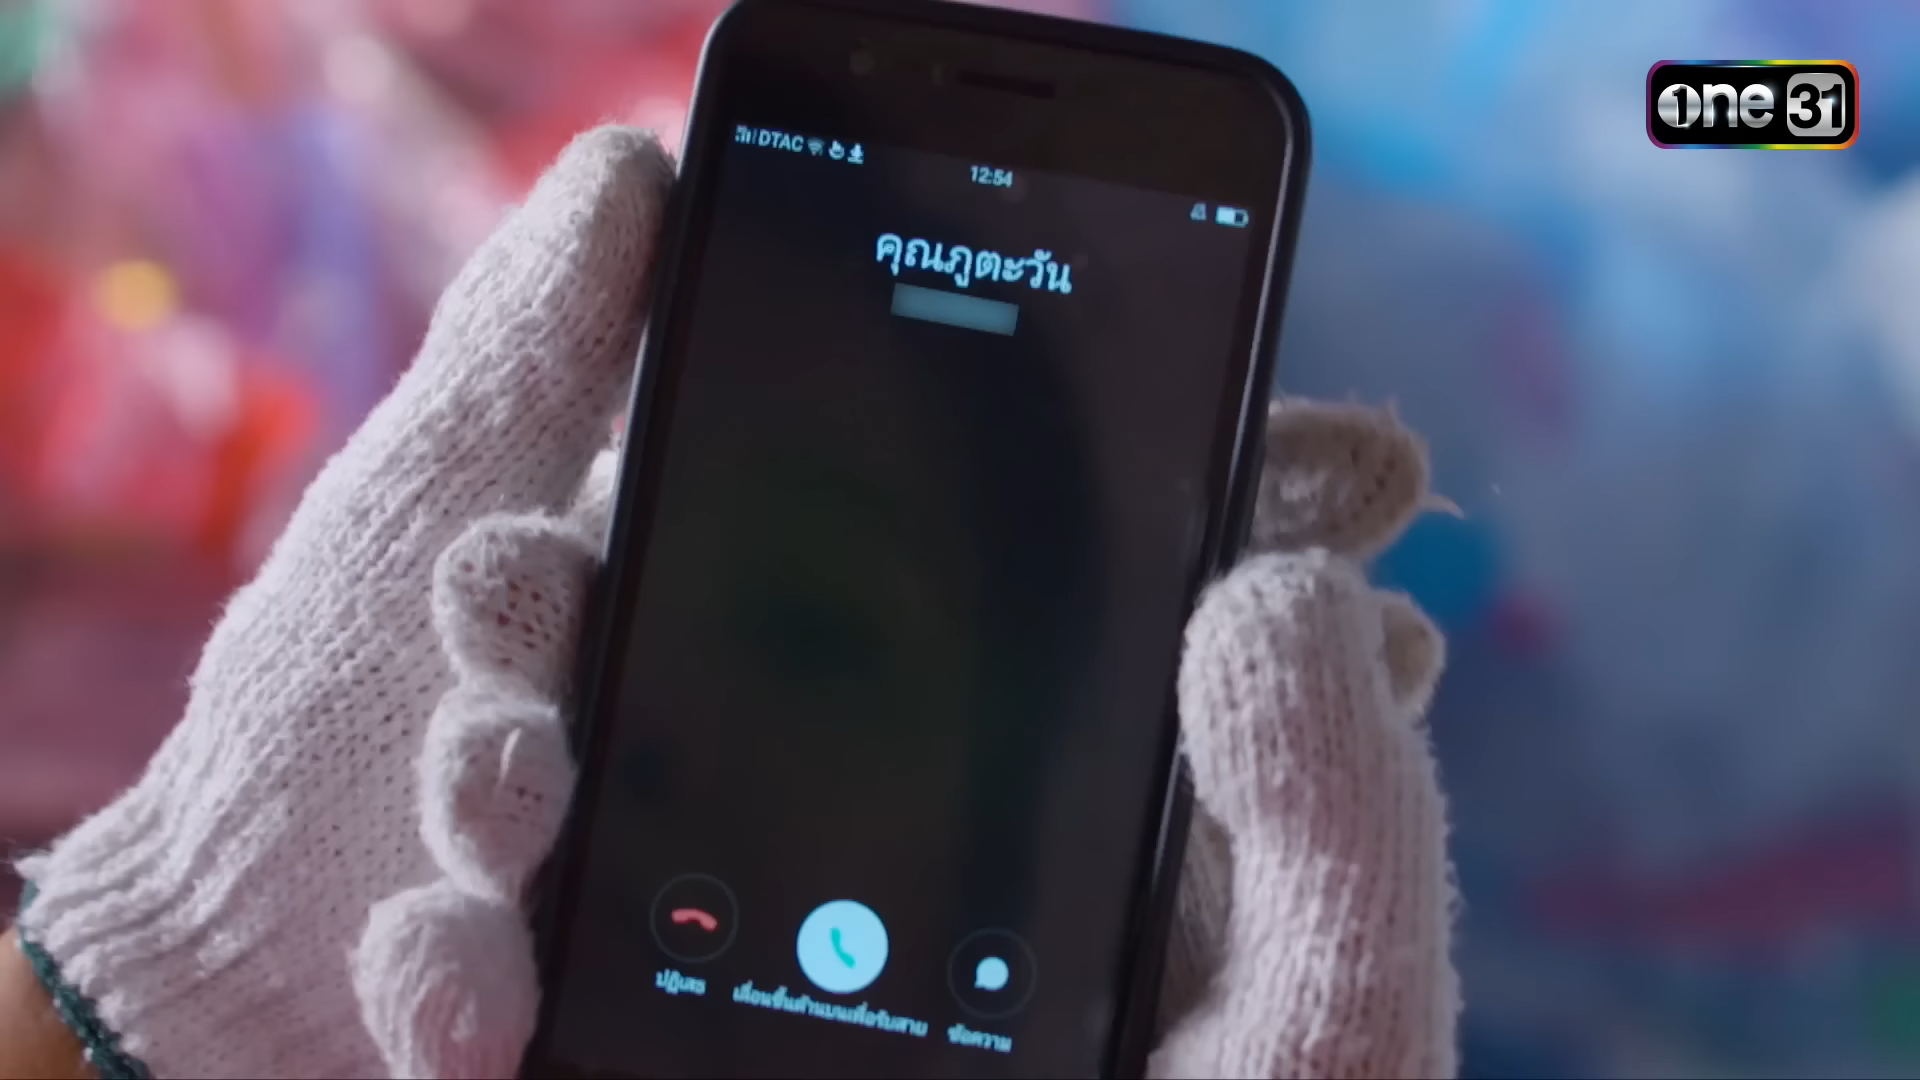 one 31
DTAC
12:54
คุณภูตะวัน
ปฏิเสธ
เลื่อนขึ้นด้านบนเพื่อรับสาย
ข้อความ